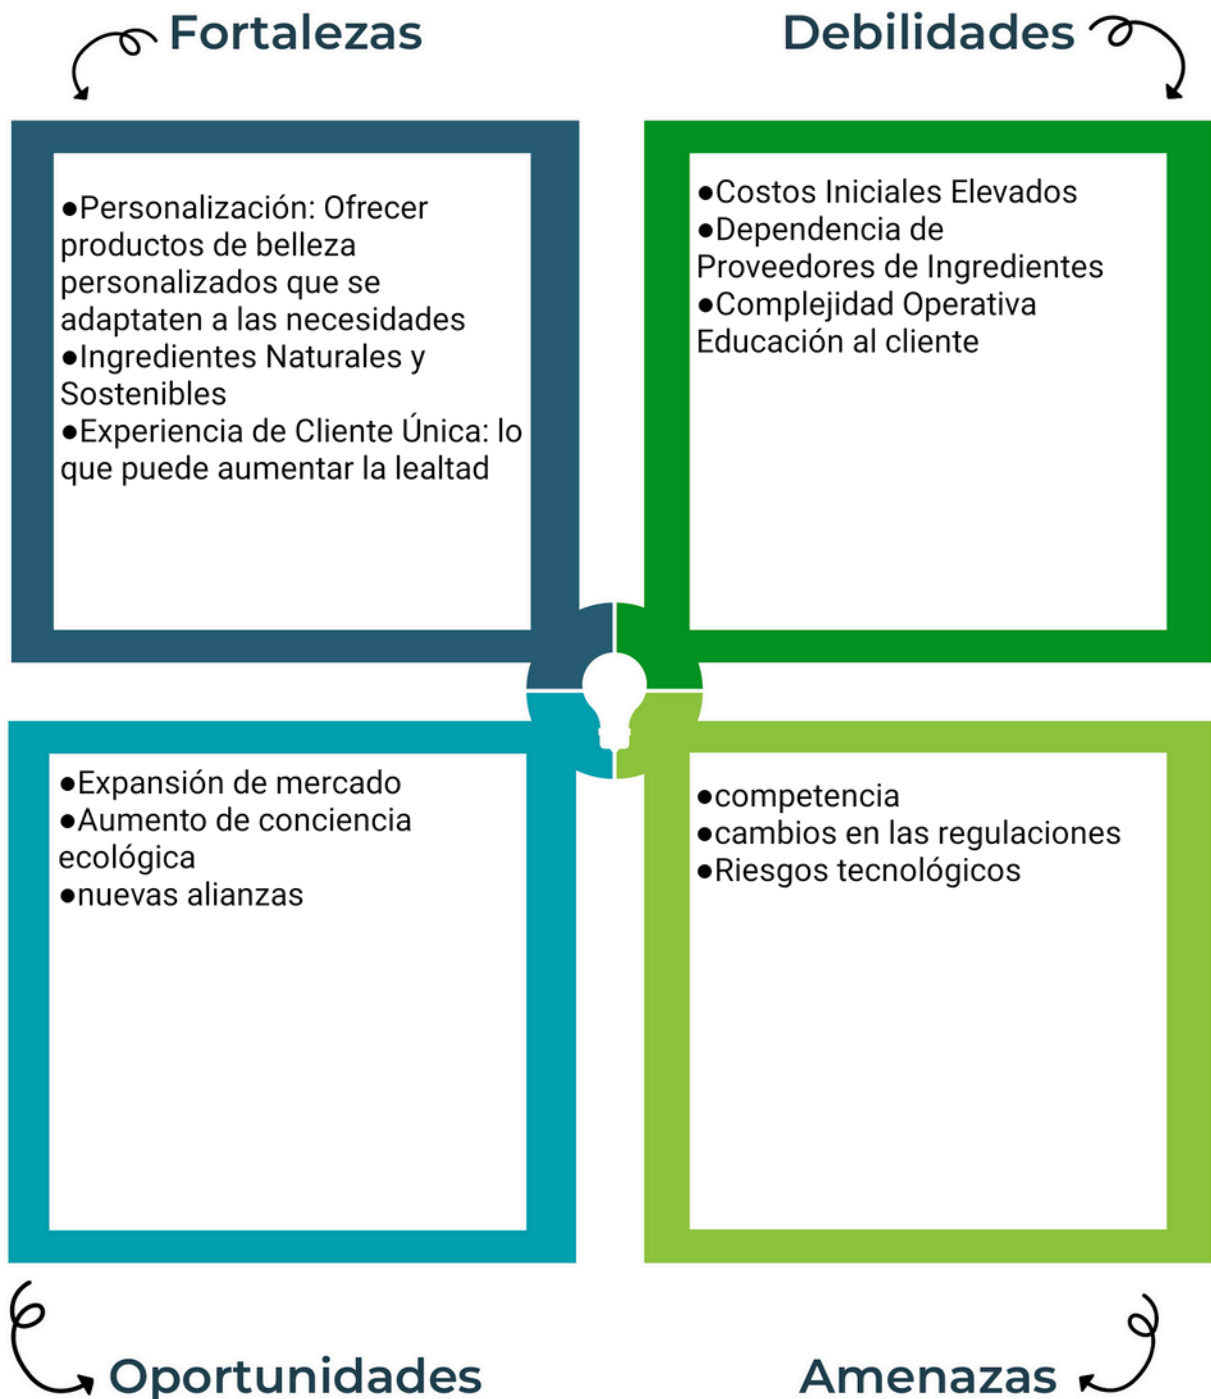 Fortalezas
●Personalización: Ofrecer
productos de belleza
personalizados que se
adaptaten a las necesidades
●Ingredientes Naturales y
Sostenibles
●Experiencia de Cliente Única: lo
que puede aumentar la lealtad
Debilidades
●Costos Iniciales Elevados
●Dependencia de
Proveedores de Ingredientes
●Complejidad Operativa
Educación al cliente
●Expansión de mercado
●Aumento de conciencia
ecológica
●nuevas alianzas
Oportunidades
●competencia
●cambios en las regulaciones
●Riesgos tecnológicos
Amenazas